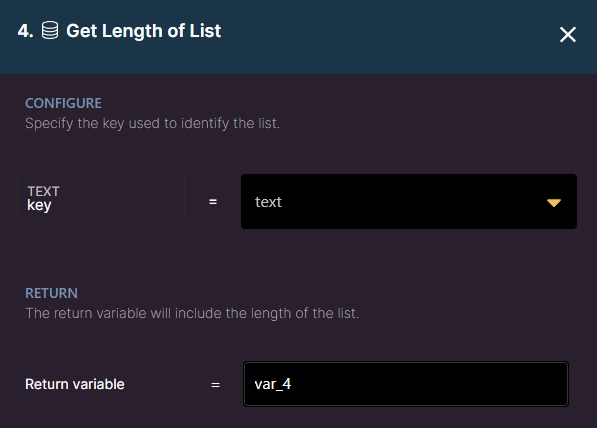 4. Get Length of List
CONFIGURE
Specify the key used to identify the list.
TEXT
key
=
text
RETURN
The return variable will include the length of the list.
Return variable = var_4